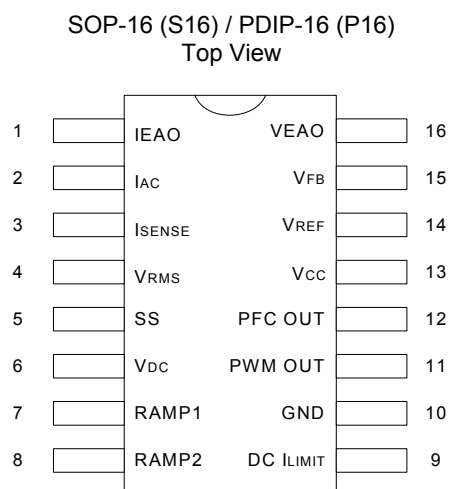 SOP-16 (S16) / PDIP-16 (P16)
Top View
1 IEAO VEAO 16
2 IAC VFB 15
3 ISENSE VREF 14
4 VRMS VCC 13
5 SS PFC OUT 12
6 VDC PWM OUT 11
7 RAMP1 GND 10
8 RAMP2 DC ILIMIT 9